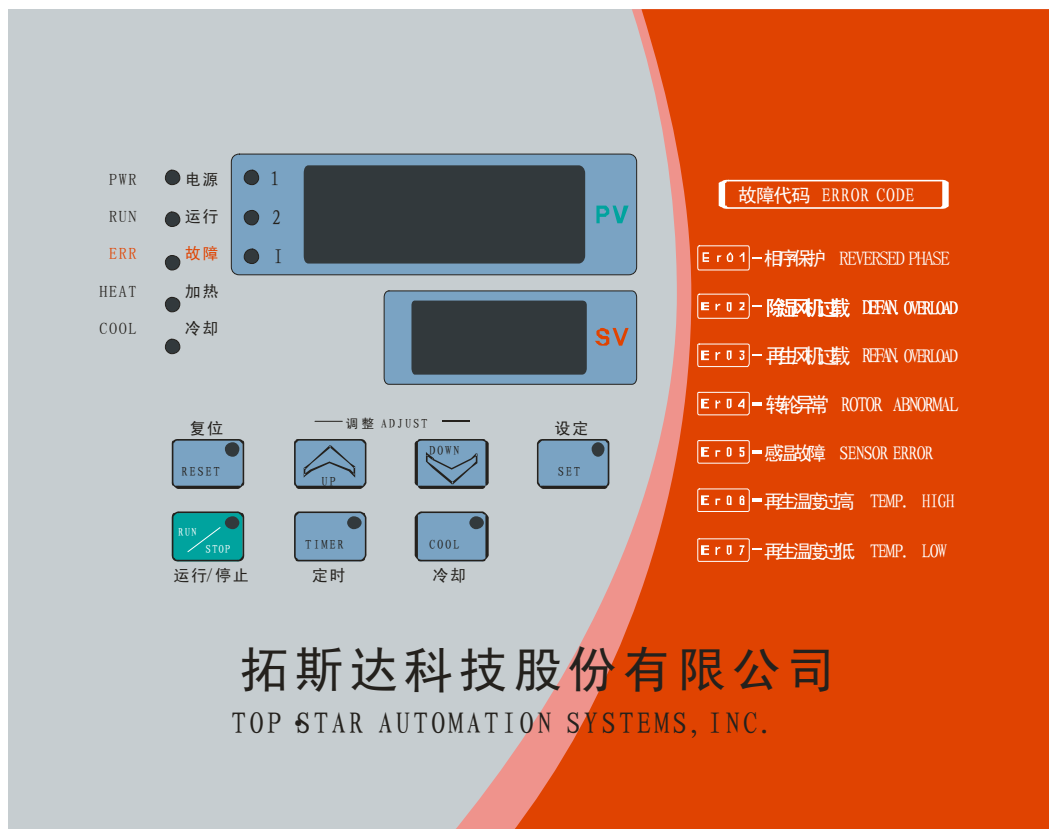 PWR 电源 1
RUN 运行 2 PV
ERR 故障 I
HEAT 加热
COOL 冷却 SV
复位 调整 ADJUST 设定
RESET UP DOWN SET
RUN/STOP TIMER COOL
运行/停止 定时 冷却
故障代码 ERROR CODE
Er01-相序保护 REVERSED PHASE
Er02-除湿风机过载 DEFAN. OVERLOAD
Er03-再生风机过载 REFAN. OVERLOAD
Er04-转轮异常 ROTOR ABNORMAL
Er05-感温故障 SENSOR ERROR
Er06-再生温度过高 TEMP. HIGH
Er07-再生温度过低 TEMP. LOW
拓斯达科技股份有限公司
TOP STAR AUTOMATION SYSTEMS, INC.